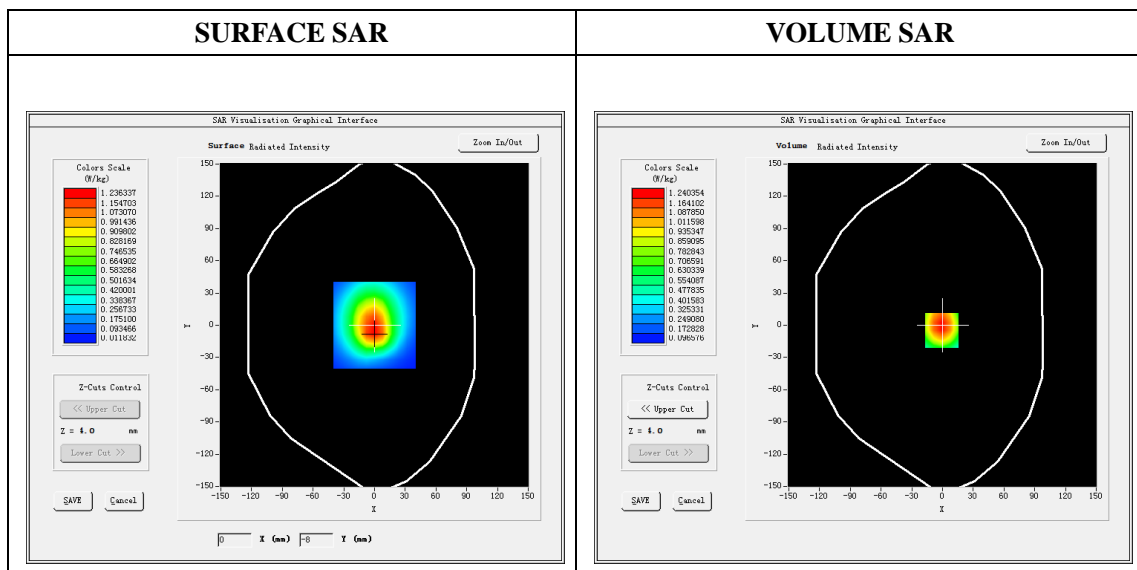 SURFACE SAR
VOLUME SAR
SAR Visualisation Graphical Interface
Surface Radiated Intensity
Zoom In/Out
Colors Scale
(W/kg)
1.236337
1.154703
1.073070
0.991436
0.909802
0.828169
0.746535
0.664902
0.583268
0.501634
0.420001
0.338367
0.256733
0.175100
0.093466
0.011832
150
120
90
60
30
0
-30
-60
-90
-120
-150
Y
-150 -120 -90 -60 -30 0 30 60 90 120 150
X
Z-Cuts Control
<< Upper Cut
Z = 4.0 mm
Lower Cut >>
SAVE Cancel
0 X (mm) -8 Y (mm)
SAR Visualisation Graphical Interface
Volume Radiated Intensity
Zoom In/Out
Colors Scale
(W/kg)
1.240354
1.164102
1.087850
1.011598
0.935347
0.859095
0.782843
0.706591
0.630339
0.554087
0.477835
0.401583
0.325331
0.249080
0.172828
0.096576
150
120
90
60
30
0
-30
-60
-90
-120
-150
Y
-150 -120 -90 -60 -30 0 30 60 90 120 150
X
Z-Cuts Control
<< Upper Cut
Z = 4.0 mm
Lower Cut >>
SAVE Cancel